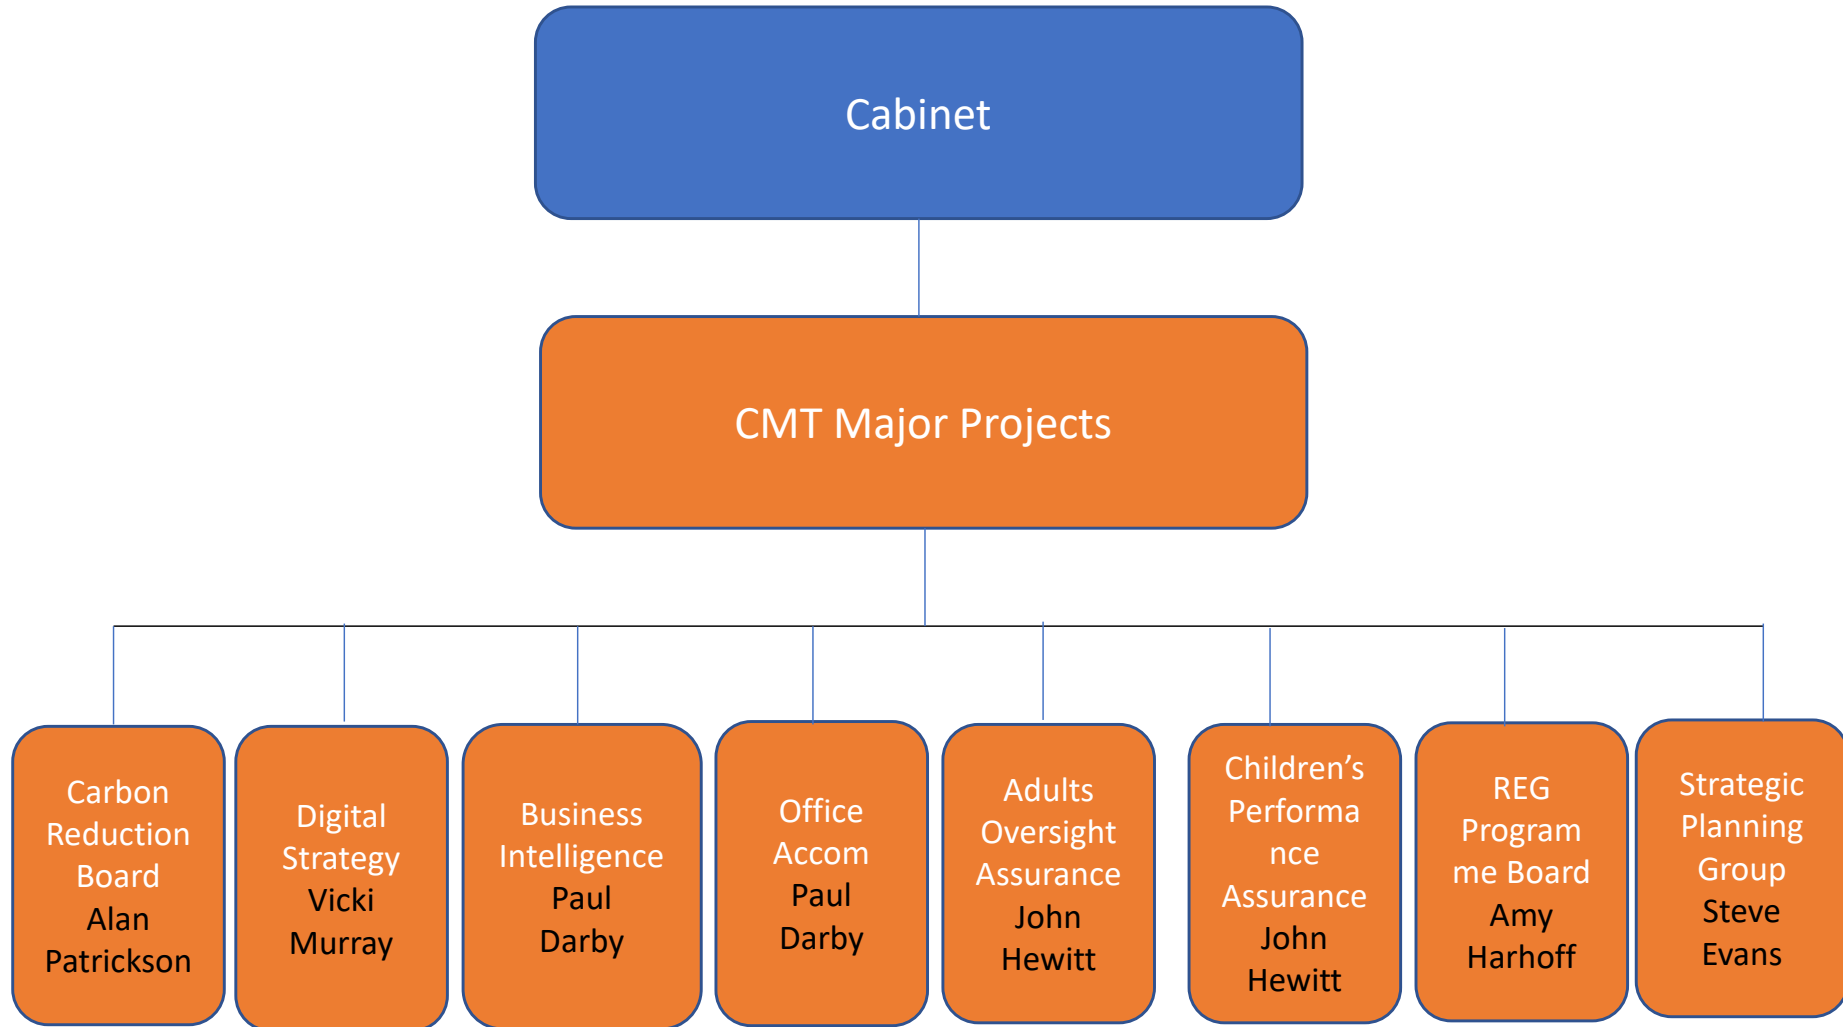 Cabinet
CMT Major Projects
Carbon
Reduction
Board
Alan
Patrickson
Digital
Strategy
Vicki
Murray
Business
Intelligence
Paul
Darby
Office
Accom
Paul
Darby
Adults
Oversight
Assurance
John
Hewitt
Children’s
Performa
nce
Assurance
John
Hewitt
REG
Program
me Board
Amy
Harhoff
Strategic
Planning
Group
Steve
Evans